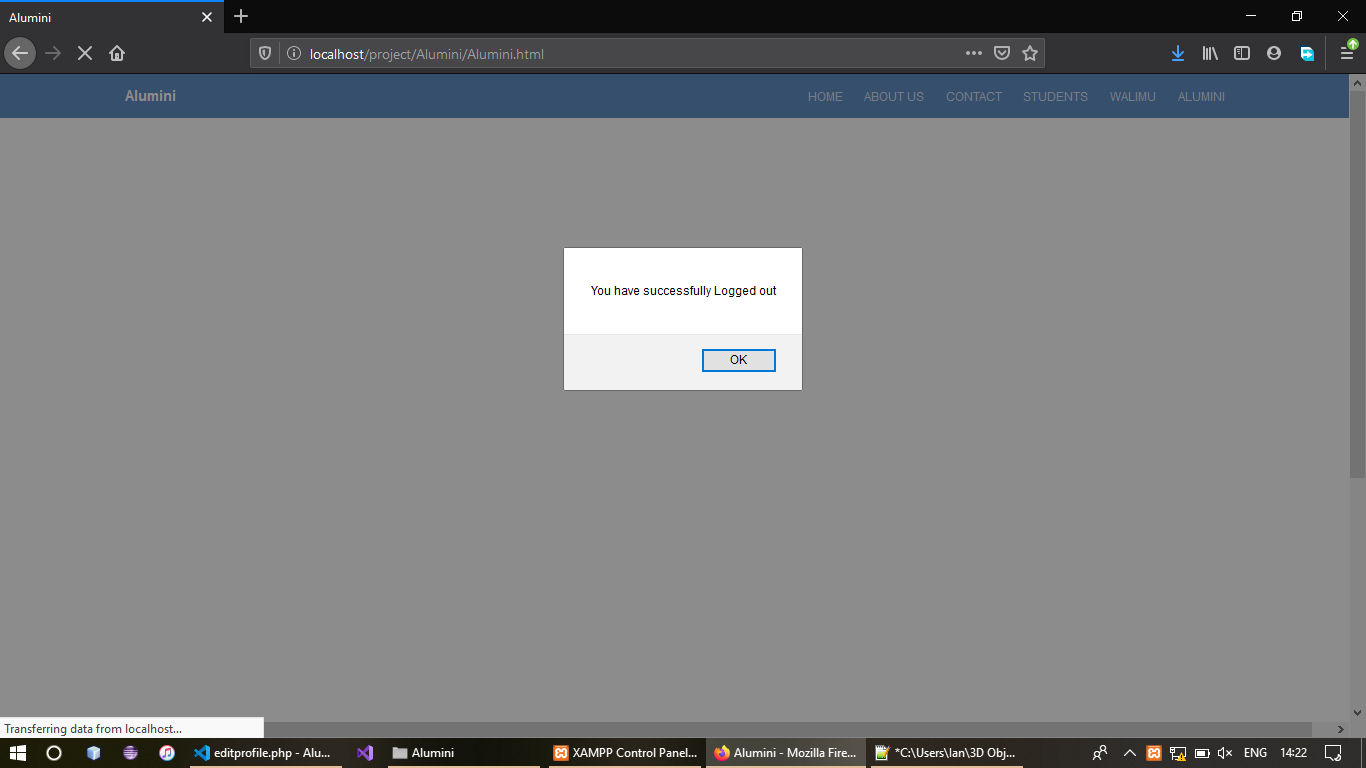 Alumini
localhost/project/Alumini/Alumini.html
Alumini
HOME ABOUT US CONTACT STUDENTS WALIMU ALUMINI
You have successfully Logged out
OK
Transferring data from localhost...
editprofile.php - Alu...
Alumini
XAMPP Control Panel...
Alumini - Mozilla Fire...
*C:\Users\Ian\3D Obj...
ENG
14:22